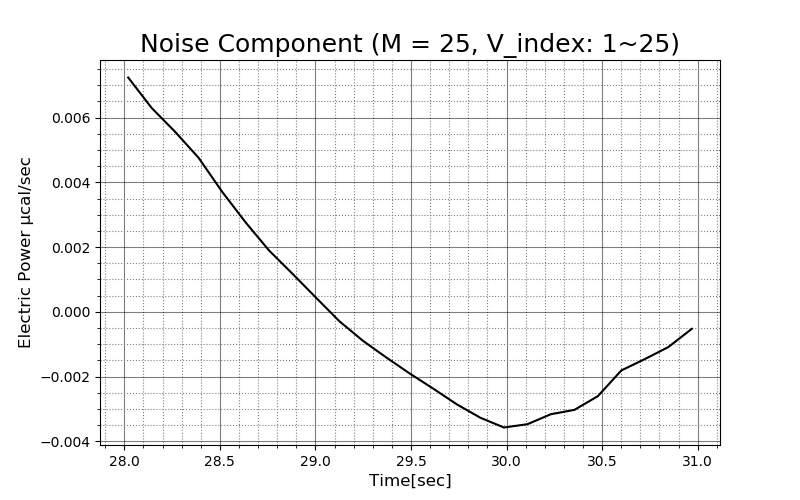 Noise Component (M = 25, V_index: 1~25)
Electric Power μcal/sec
0.006
0.004
0.002
0.000
−0.002
−0.004
28.0 28.5 29.0 29.5 30.0 30.5 31.0
Time[sec]